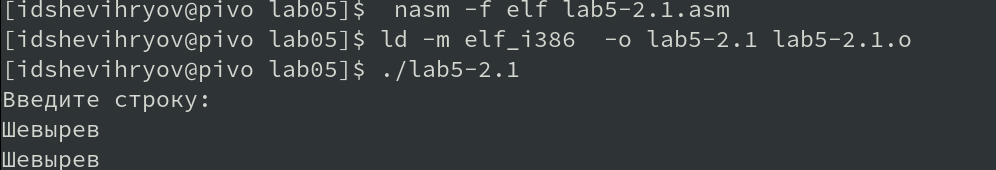 [idshevihryov@pivo lab05]$  nasm -f elf lab5-2.1.asm
[idshevihryov@pivo lab05]$ ld -m elf_i386  -o lab5-2.1 lab5-2.1.o
[idshevihryov@pivo lab05]$ ./lab5-2.1
Введите строку:
Шевырев
Шевырев